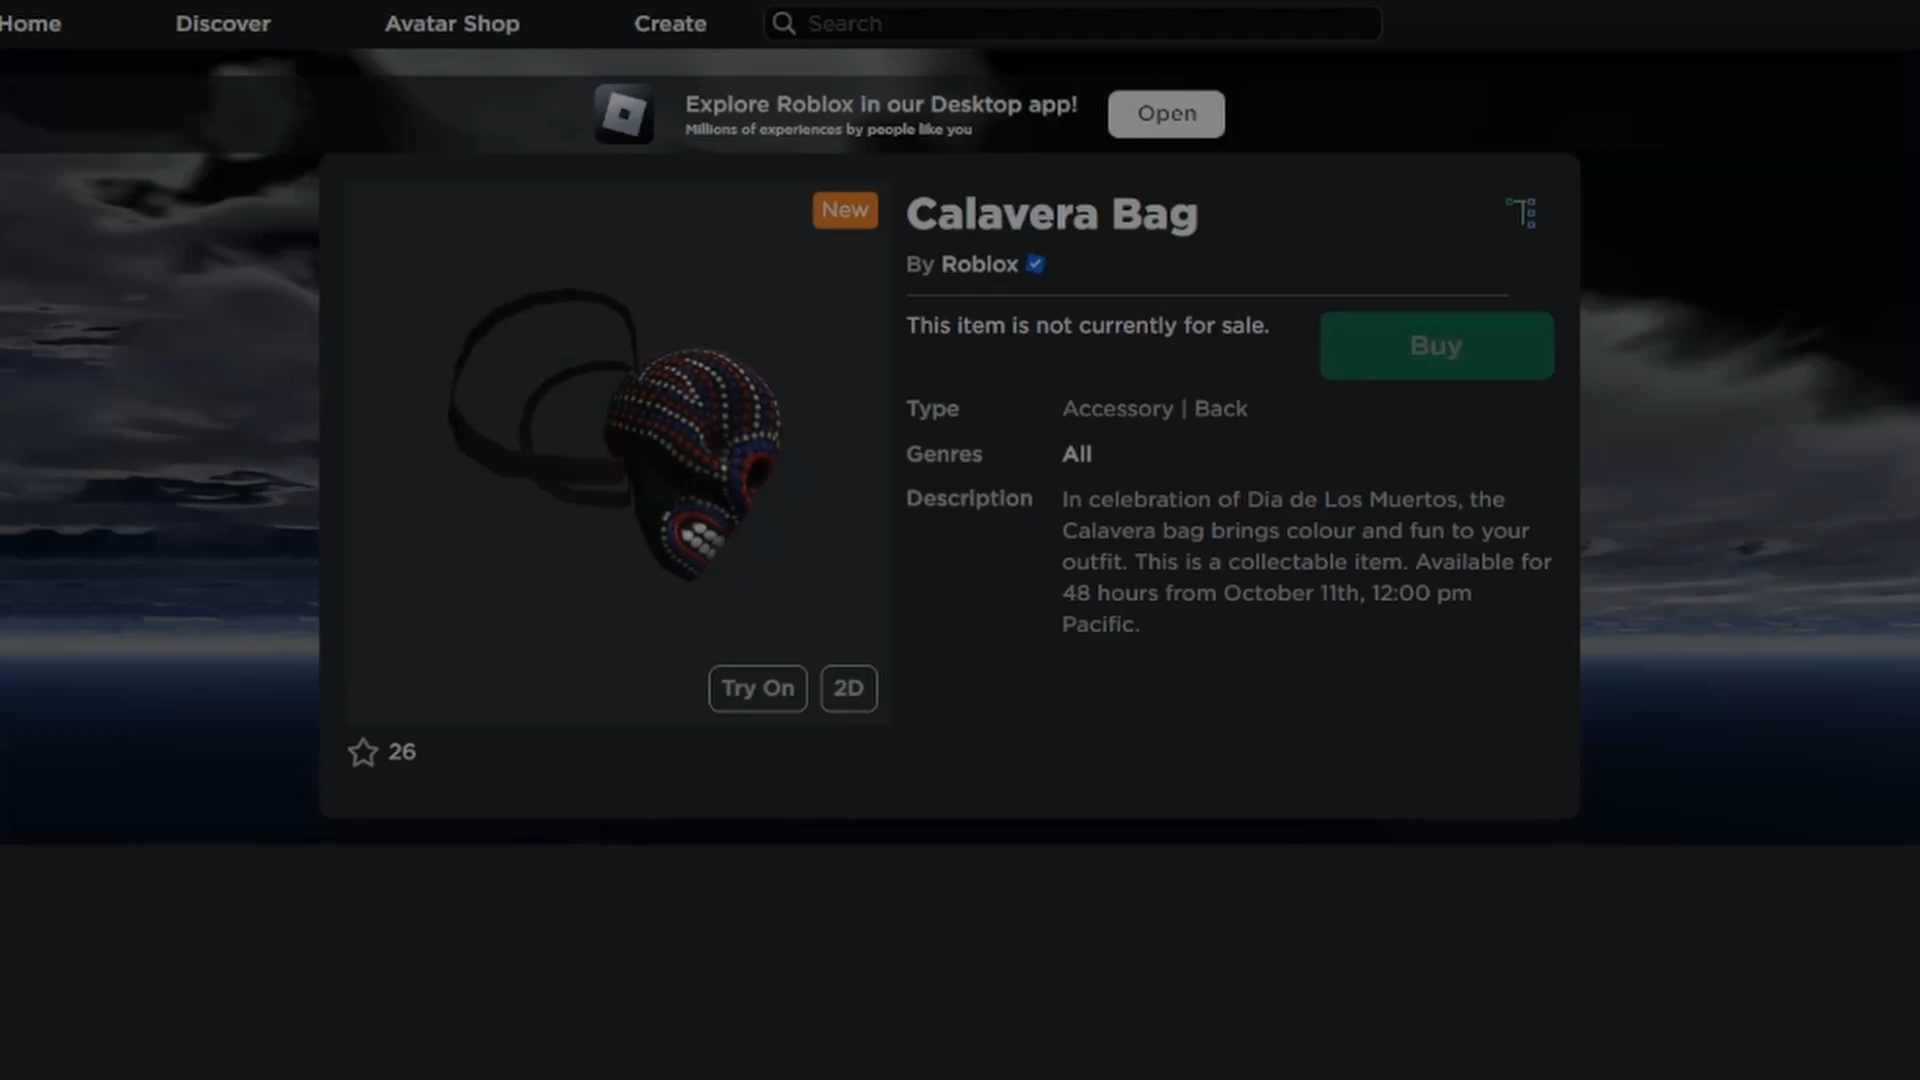 Home Discover Avatar Shop Create Search
Explore Roblox in our Desktop app!
Millions of experiences by people like you
Open
New
Calavera Bag
By Roblox
This item is not currently for sale.
Buy
Type Accessory | Back
Genres All
Description In celebration of Dia de Los Muertos, the
Calavera bag brings colour and fun to your
outfit. This is a collectable item. Available for
48 hours from October 11th, 12:00 pm
Pacific.
Try On 2D
26